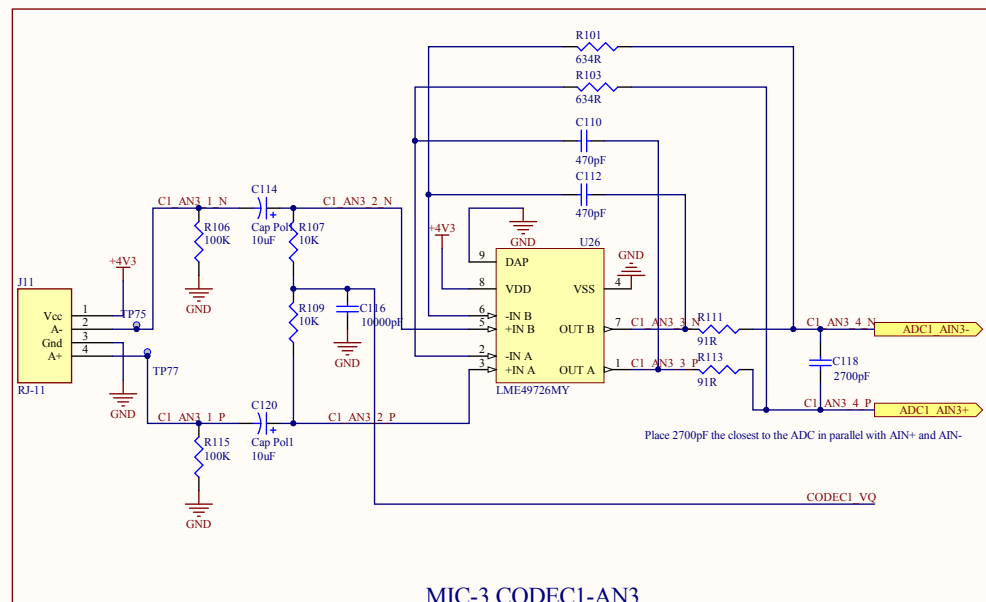 R101
634R
R103
634R
C110
470pF
C112
470pF
C1_AN3_1_N
C114
Cap Pol1
10uF
C1_AN3_2_N
R106
100K
R107
10K
GND
+4V3
GND
U26
GND
9 DAP
8 VDD
VSS 4
6 -IN B
5 +IN B
OUT B 7
2 -IN A
3 +IN A
OUT A 1
LME49726MY
+4V3
J11
Vcc 1
A- 2
Gnd 3
A+ 4
RJ-11
TP75
TP77
GND
R109
10K
C116
10000pF
GND
C1_AN3_3_N
R111
91R
C1_AN3_4_N
ADC1_AIN3-
C1_AN3_3_P
R113
91R
C118
2700pF
C1_AN3_4_P
ADC1_AIN3+
C1_AN3_1_P
C120
Cap Pol1
10uF
C1_AN3_2_P
R115
100K
GND
Place 2700pF the closest to the ADC in parallel with AIN+ and AIN-
CODEC1_VQ
MIC-3 CODEC1-AN3